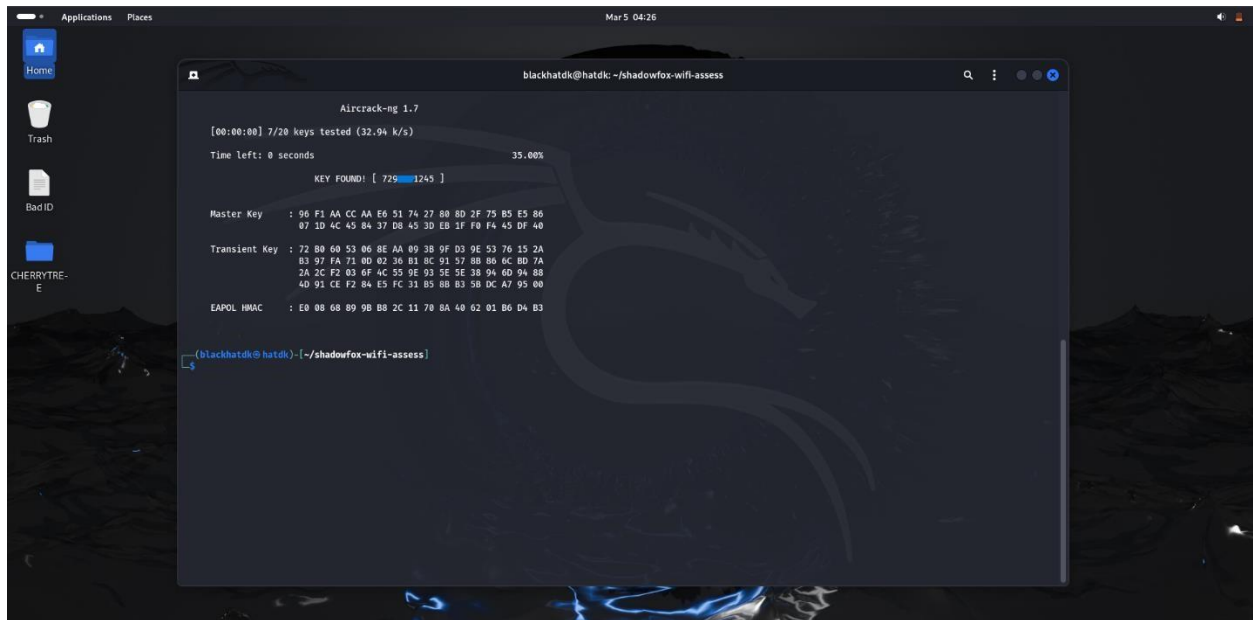 Applications Places Mar 5 04:26
Home
Trash
Bad ID
CHERRYTRE-
E
blackhatdk@hatdk: ~/shadowfox-wifi-assess
Aircrack-ng 1.7
[00:00:00] 7/20 keys tested (32.94 k/s)
Time left: 0 seconds 35.00%
KEY FOUND! [ 729 1245 ]
Master Key : 96 F1 AA CC AA E6 51 74 27 80 8D 2F 75 B5 E5 86
07 1D 4C 45 84 37 D8 45 3D EB 1F F0 F4 45 DF 40
Transient Key : 72 B0 60 53 06 8E AA 09 3B 9F D3 9E 53 76 15 2A
B3 97 FA 71 0D 02 36 B1 8C 91 57 8B 86 6C BD 7A
2A 2C F2 03 6F 4C 55 9E 93 5E 5E 38 94 6D 94 88
4D 91 CE F2 84 E5 FC 31 B5 8B B3 5B DC A7 95 00
EAPOL HMAC : E0 08 68 89 9B B8 2C 11 70 8A 40 62 01 B6 D4 B3
(blackhatdk㉿hatdk)-[~/shadowfox-wifi-assess]
$